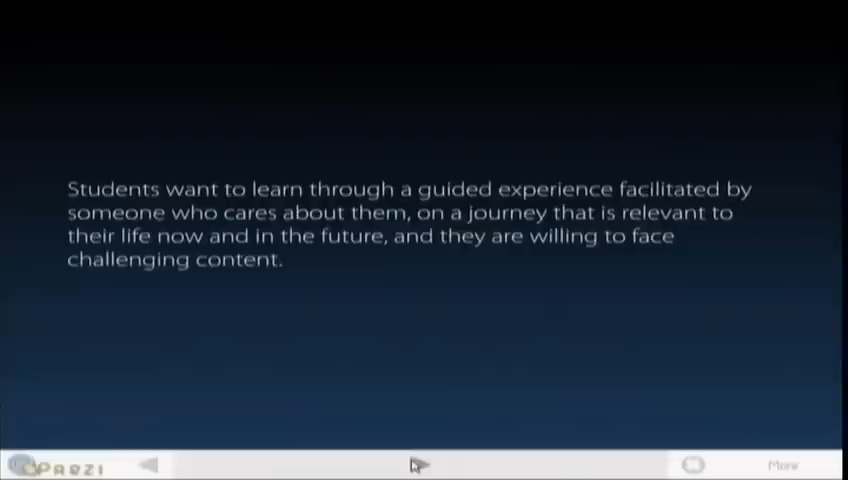 Students want to learn through a guided experience facilitated by
someone who cares about them, on a journey that is relevant to
their life now and in the future, and they are willing to face
challenging content.
PREZI
More